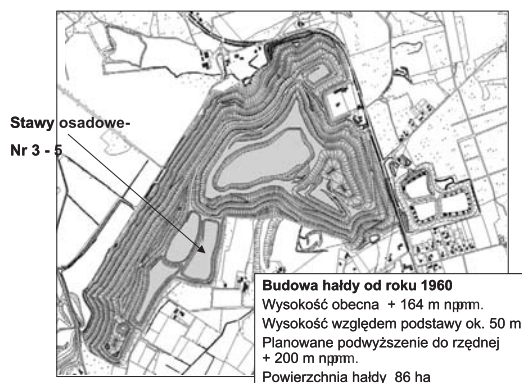 Stawy osadowe-
Nr 3 - 5
Budowa hałdy od roku 1960
Wysokość obecna + 164 m npm.
Wysokość względem podstawy ok. 50 m
Planowane podwyższenie do rzędnej
+ 200 m npm.
Powierzchnia hałdy 86 ha